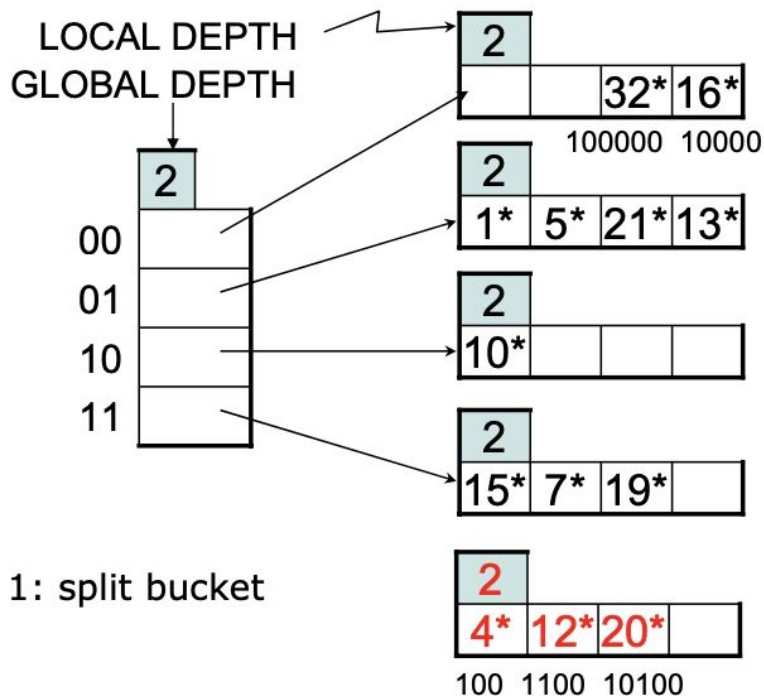 LOCAL DEPTH
GLOBAL DEPTH
2
32* 16*
100000 10000
2
2
00
1* 5* 21* 13*
01
2
10
10*
11
2
15* 7* 19*
1: split bucket
2
4* 12* 20*
100 1100 10100